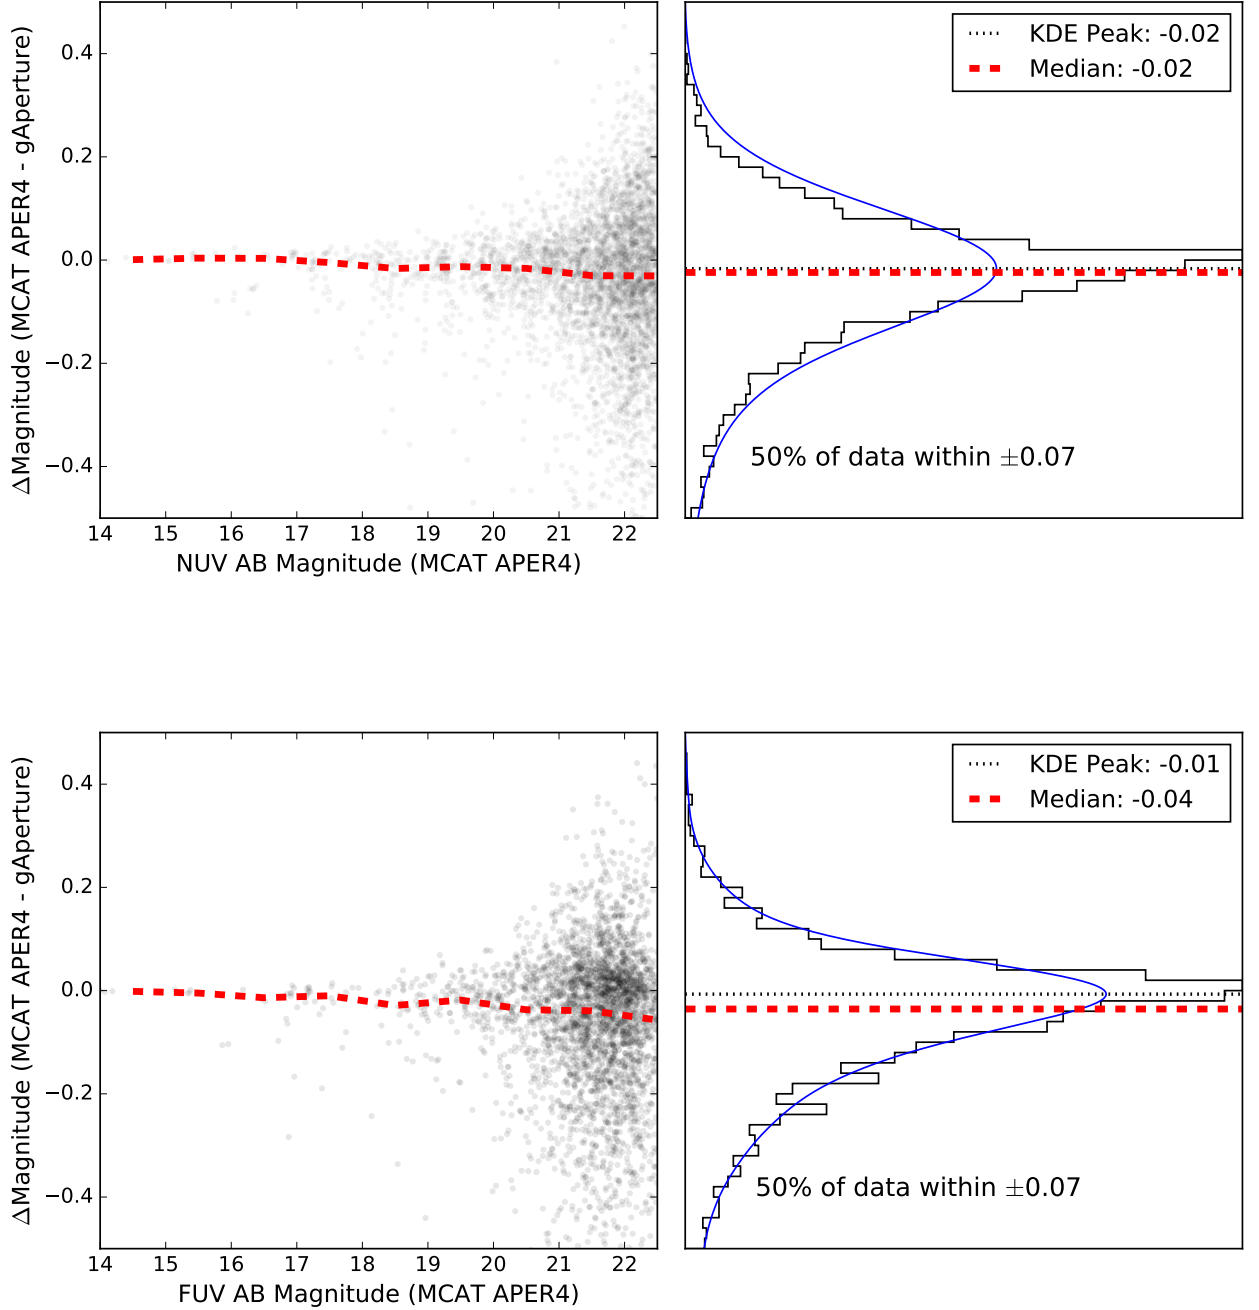 ΔMagnitude (MCAT APER4 - gAperture)
0.4
0.2
0.0
−0.2
−0.4
14 15 16 17 18 19 20 21 22
NUV AB Magnitude (MCAT APER4)
KDE Peak: -0.02
Median: -0.02
50% of data within ±0.07
ΔMagnitude (MCAT APER4 - gAperture)
0.4
0.2
0.0
−0.2
−0.4
14 15 16 17 18 19 20 21 22
FUV AB Magnitude (MCAT APER4)
KDE Peak: -0.01
Median: -0.04
50% of data within ±0.07